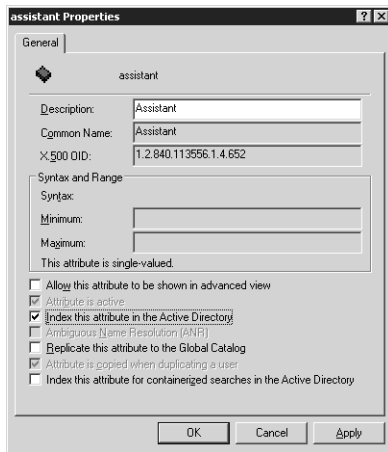 assistant Properties
General
assistant
Description: Assistant
Common Name: Assistant
X.500 OID: 1.2.840.113556.1.4.652
Syntax and Range
Syntax:
Minimum:
Maximum:
This attribute is single-valued.
Allow this attribute to be shown in advanced view
Attribute is active
Index this attribute in the Active Directory
Ambiguous Name Resolution (ANR)
Replicate this attribute to the Global Catalog
Attribute is copied when duplicating a user
Index this attribute for containerized searches in the Active Directory
OK Cancel Apply